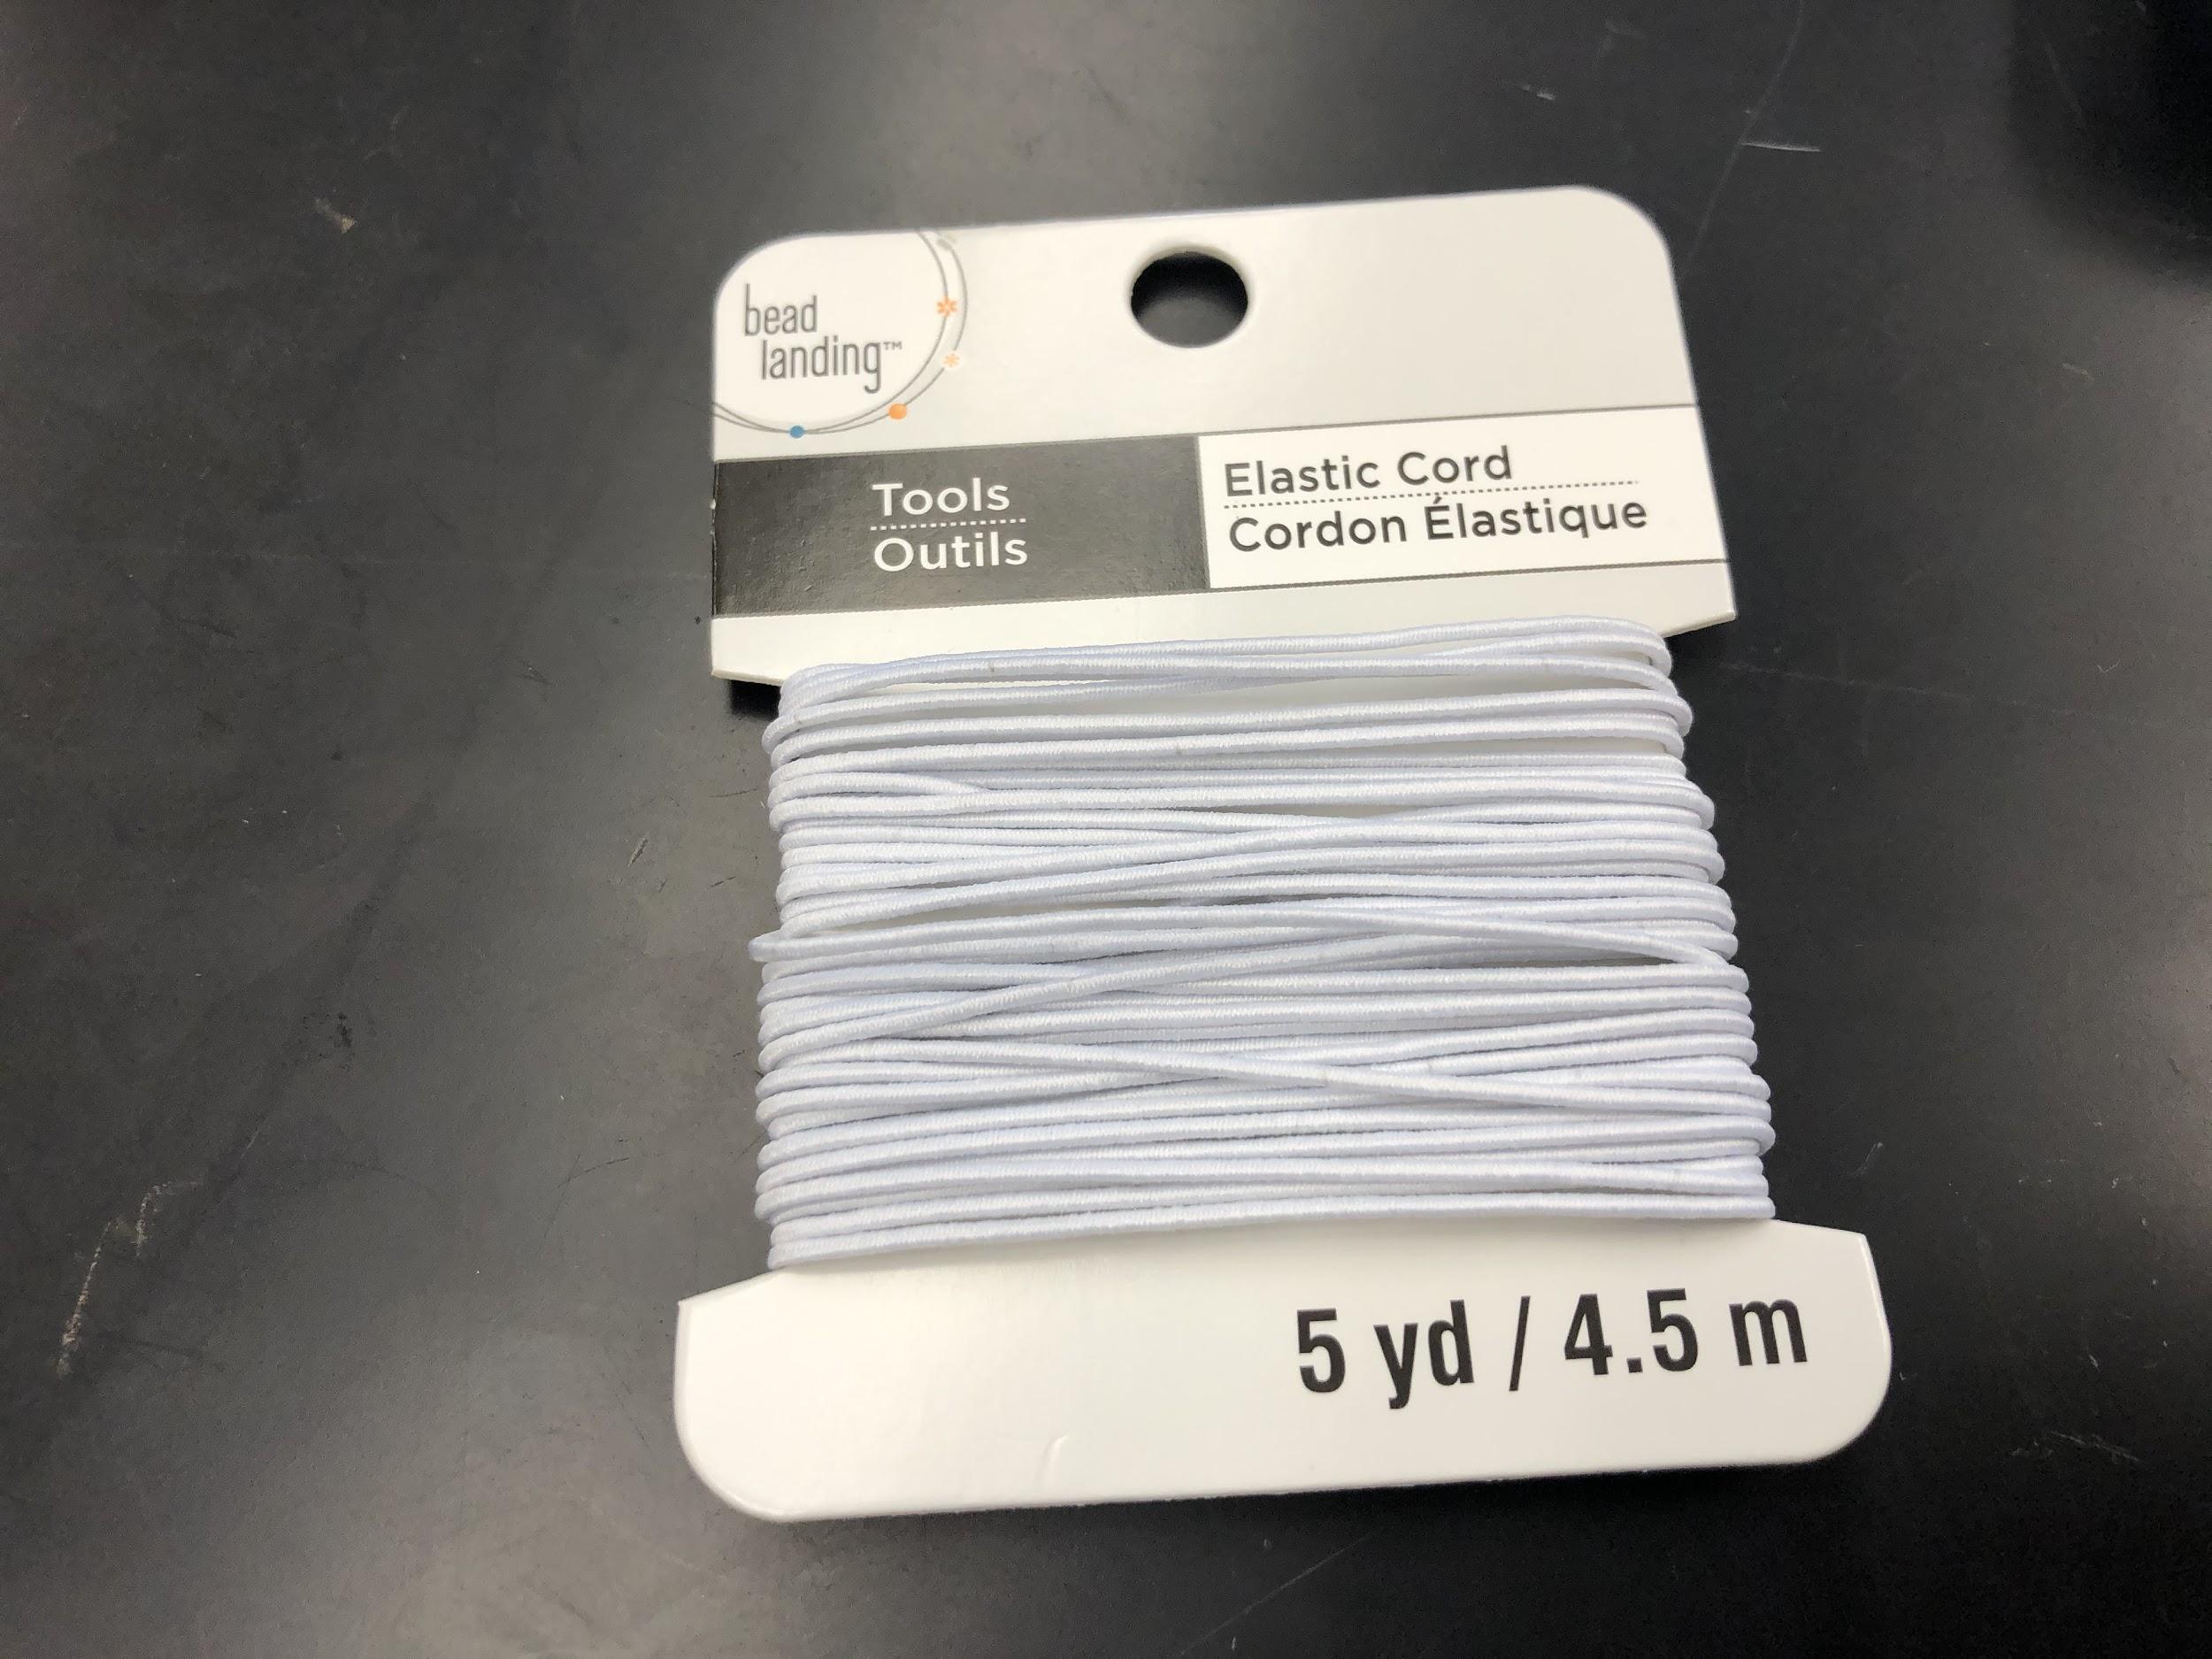 bead
landing™
Tools
Outils
Elastic Cord
Cordon Élastique
5 yd / 4.5 m